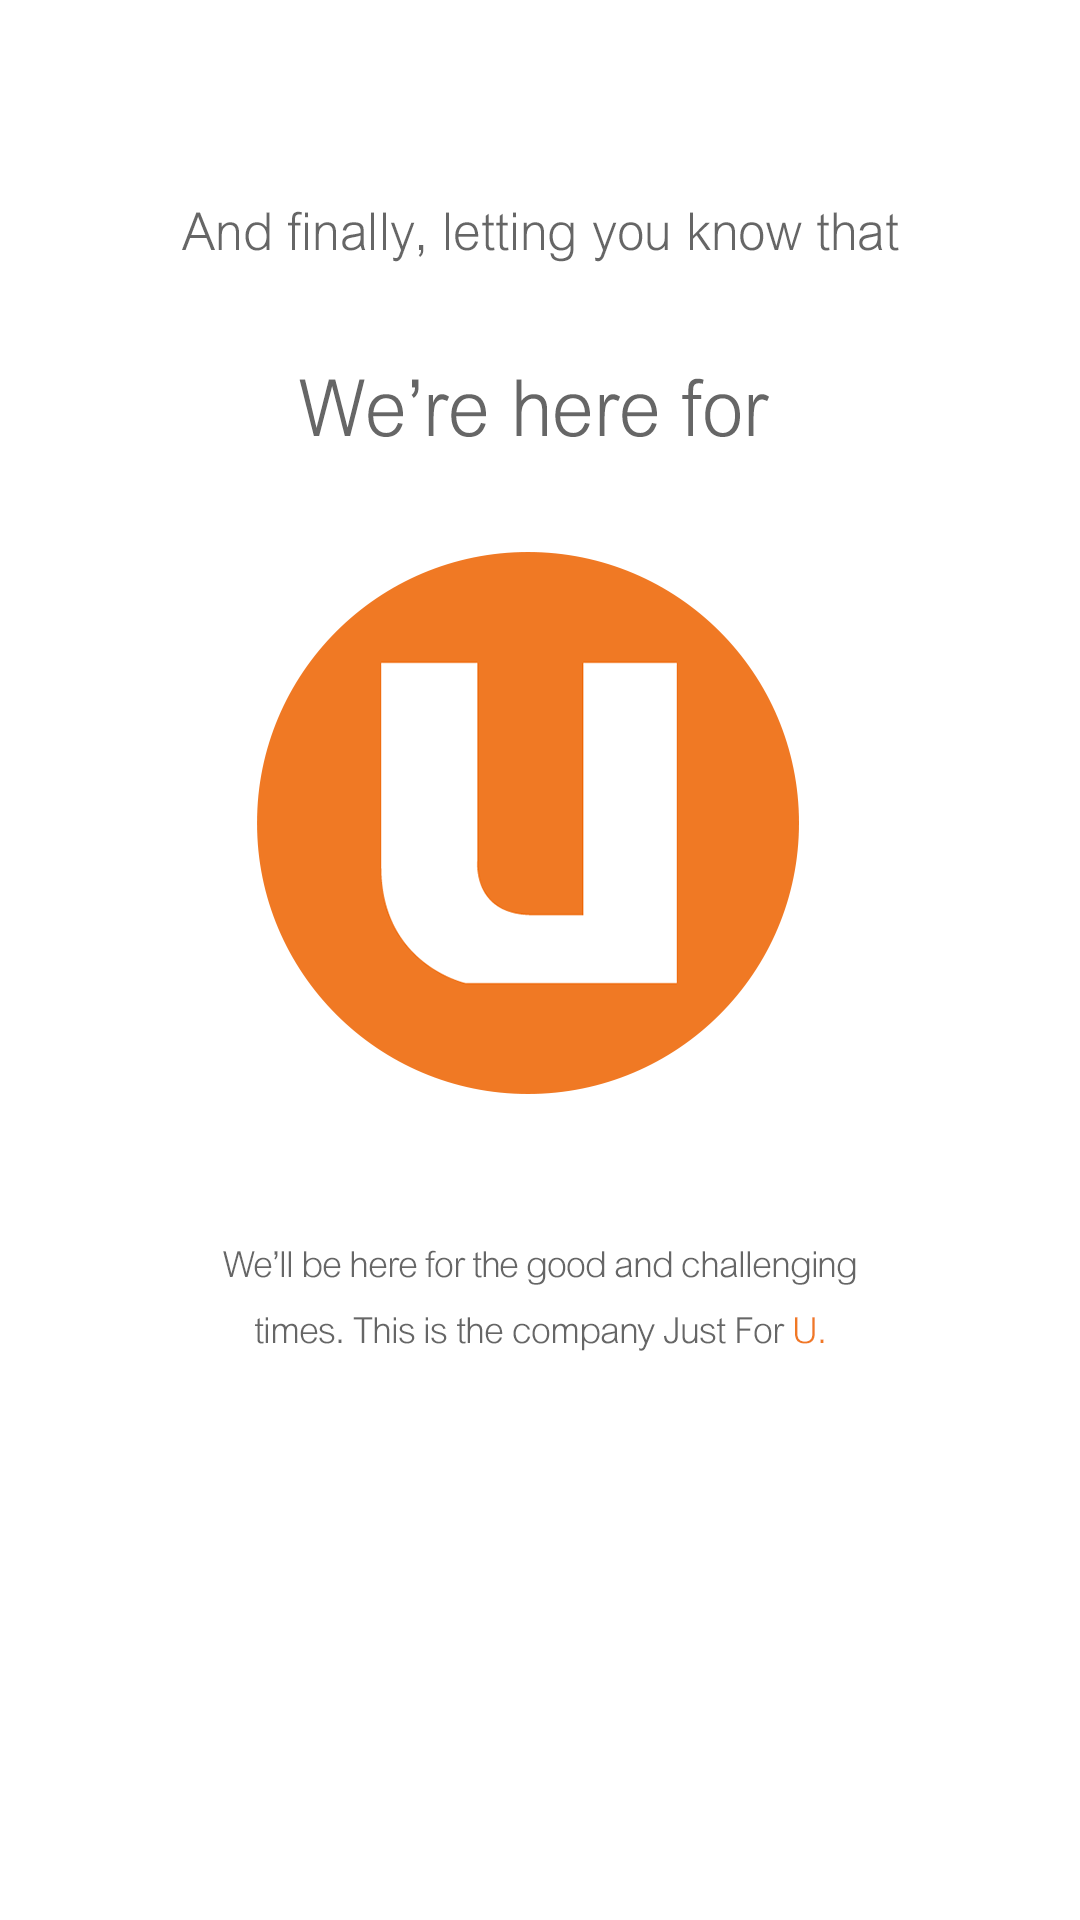 And finally, letting you know that
We’re here for
U
We’ll be here for the good and challenging
times. This is the company Just For U.